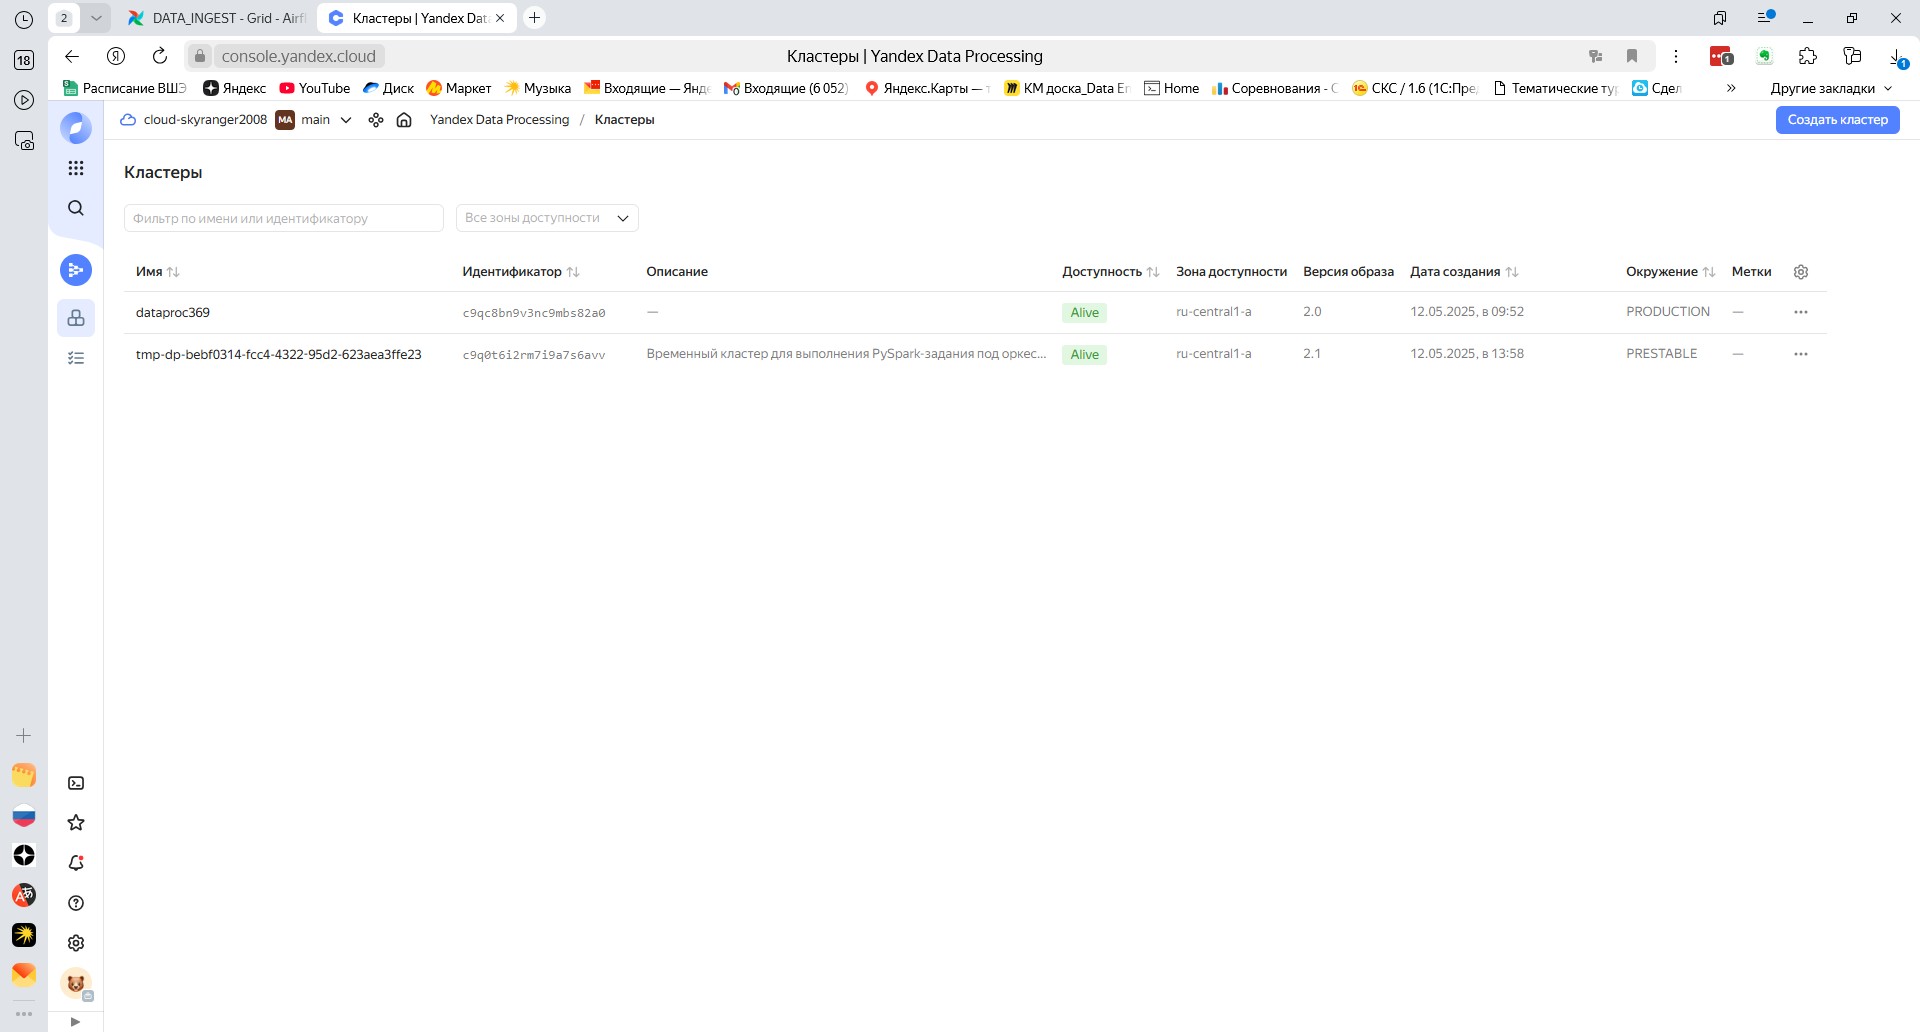 2
DATA_INGEST - Grid - Airf
Кластеры | Yandex Dat
18
Я
console.yandex.cloud
Кластеры | Yandex Data Processing
1
1
Расписание ВШЭ
Яндекс
YouTube
Диск
Маркет
Музыка
Входящие — Янде
Входящие (6 052)
Яндекс.Карты — т
КМ доска_Data En
Home
Соревнования - С
СКС / 1.6 (1С:Пре
Тематические тур
Сдел
»
Другие закладки
cloud-skyranger2008
MA
main
Yandex Data Processing / Кластеры
Создать кластер
Кластеры
Фильтр по имени или идентификатору
Все зоны доступности
Имя Идентификатор Описание Доступность Зона доступности Версия образа Дата создания Окружение Метки
dataproc369 c9qc8bn9v3nc9mbs82a0 — Alive ru-central1-a 2.0 12.05.2025, в 09:52 PRODUCTION —
tmp-dp-bebf0314-fcc4-4322-95d2-623aea3ffe23 c9q0t6i2rm7i9a7s6avv Временный кластер для выполнения PySpark-задания под оркес... Alive ru-central1-a 2.1 12.05.2025, в 13:58 PRESTABLE —